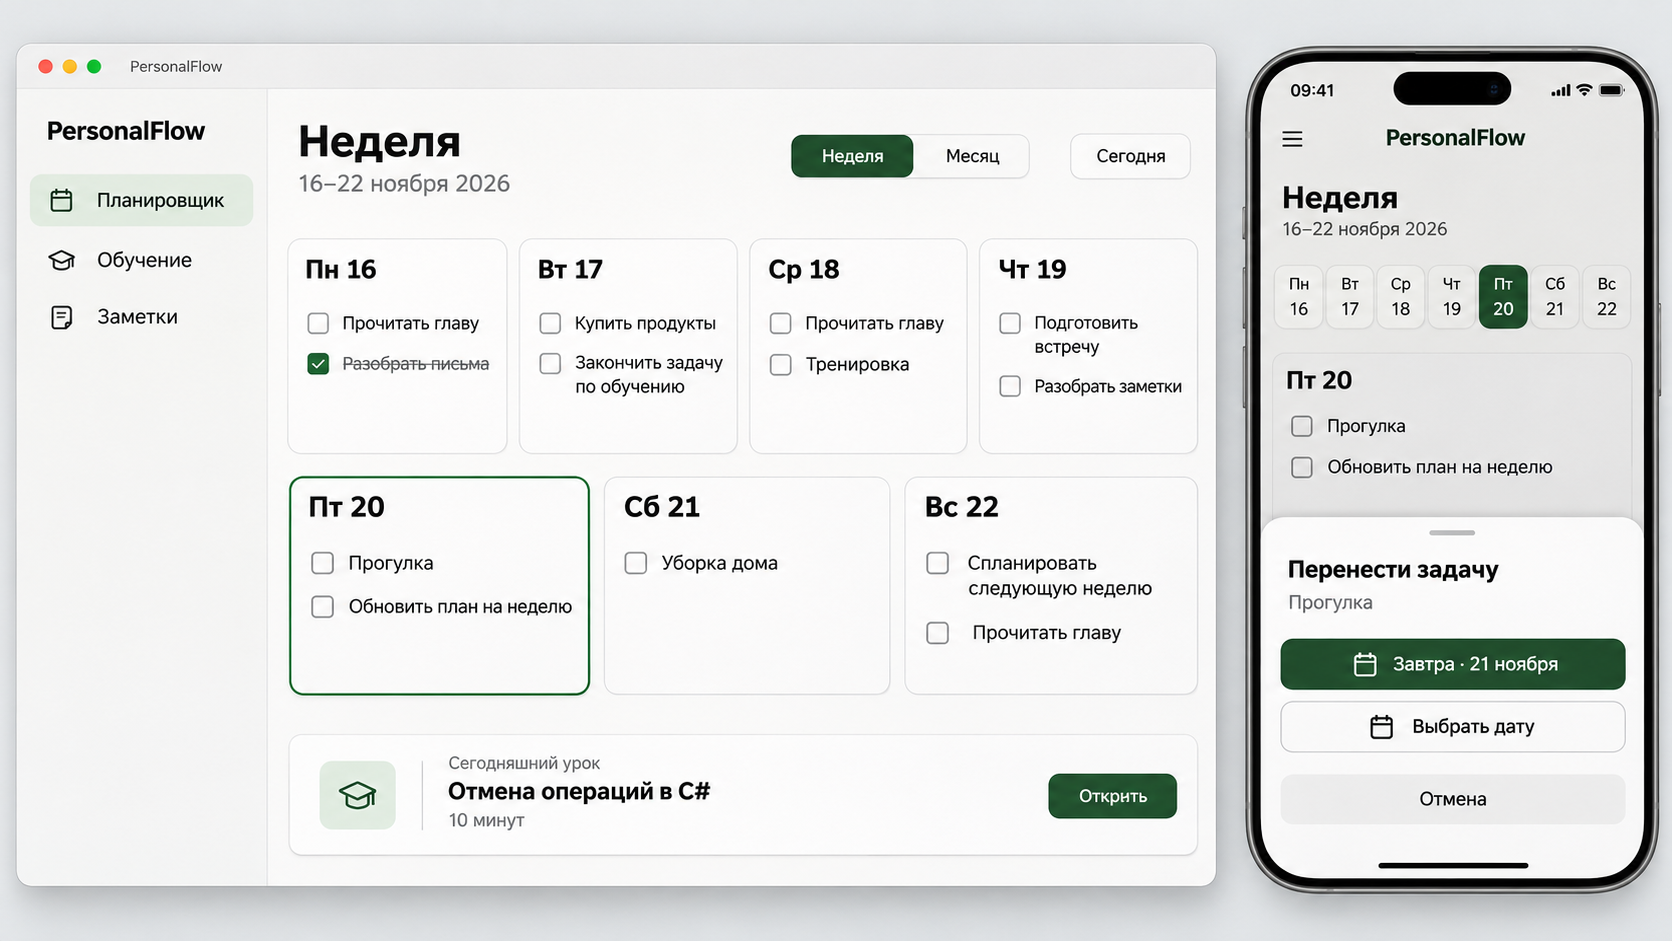 PersonalFlow
PersonalFlow
Планировщик
Обучение
Заметки
Неделя
16–22 ноября 2026
Неделя
Месяц
Сегодня
Пн 16
Прочитать главу
Разобрать письма
Вт 17
Купить продукты
Закончить задачу
по обучению
Ср 18
Прочитать главу
Тренировка
Чт 19
Подготовить
встречу
Разобрать заметки
Пт 20
Прогулка
Обновить план на неделю
Сб 21
Уборка дома
Вс 22
Спланировать
следующую неделю
Прочитать главу
Сегодняшний урок
Отмена операций в C#
10 минут
Открыть
09:41
PersonalFlow
Неделя
16–22 ноября 2026
Пн Вт Ср Чт Пт Сб Вс
16 17 18 19 20 21 22
Пт 20
Прогулка
Обновить план на неделю
Перенести задачу
Прогулка
Завтра · 21 ноября
Выбрать дату
Отмена